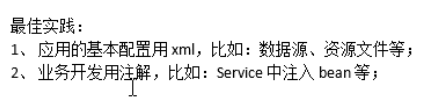 最佳实践：
1、 应用的基本配置用 xml，比如：数据源、资源文件等；
2、 业务开发用注解，比如：Service 中注入 bean 等；